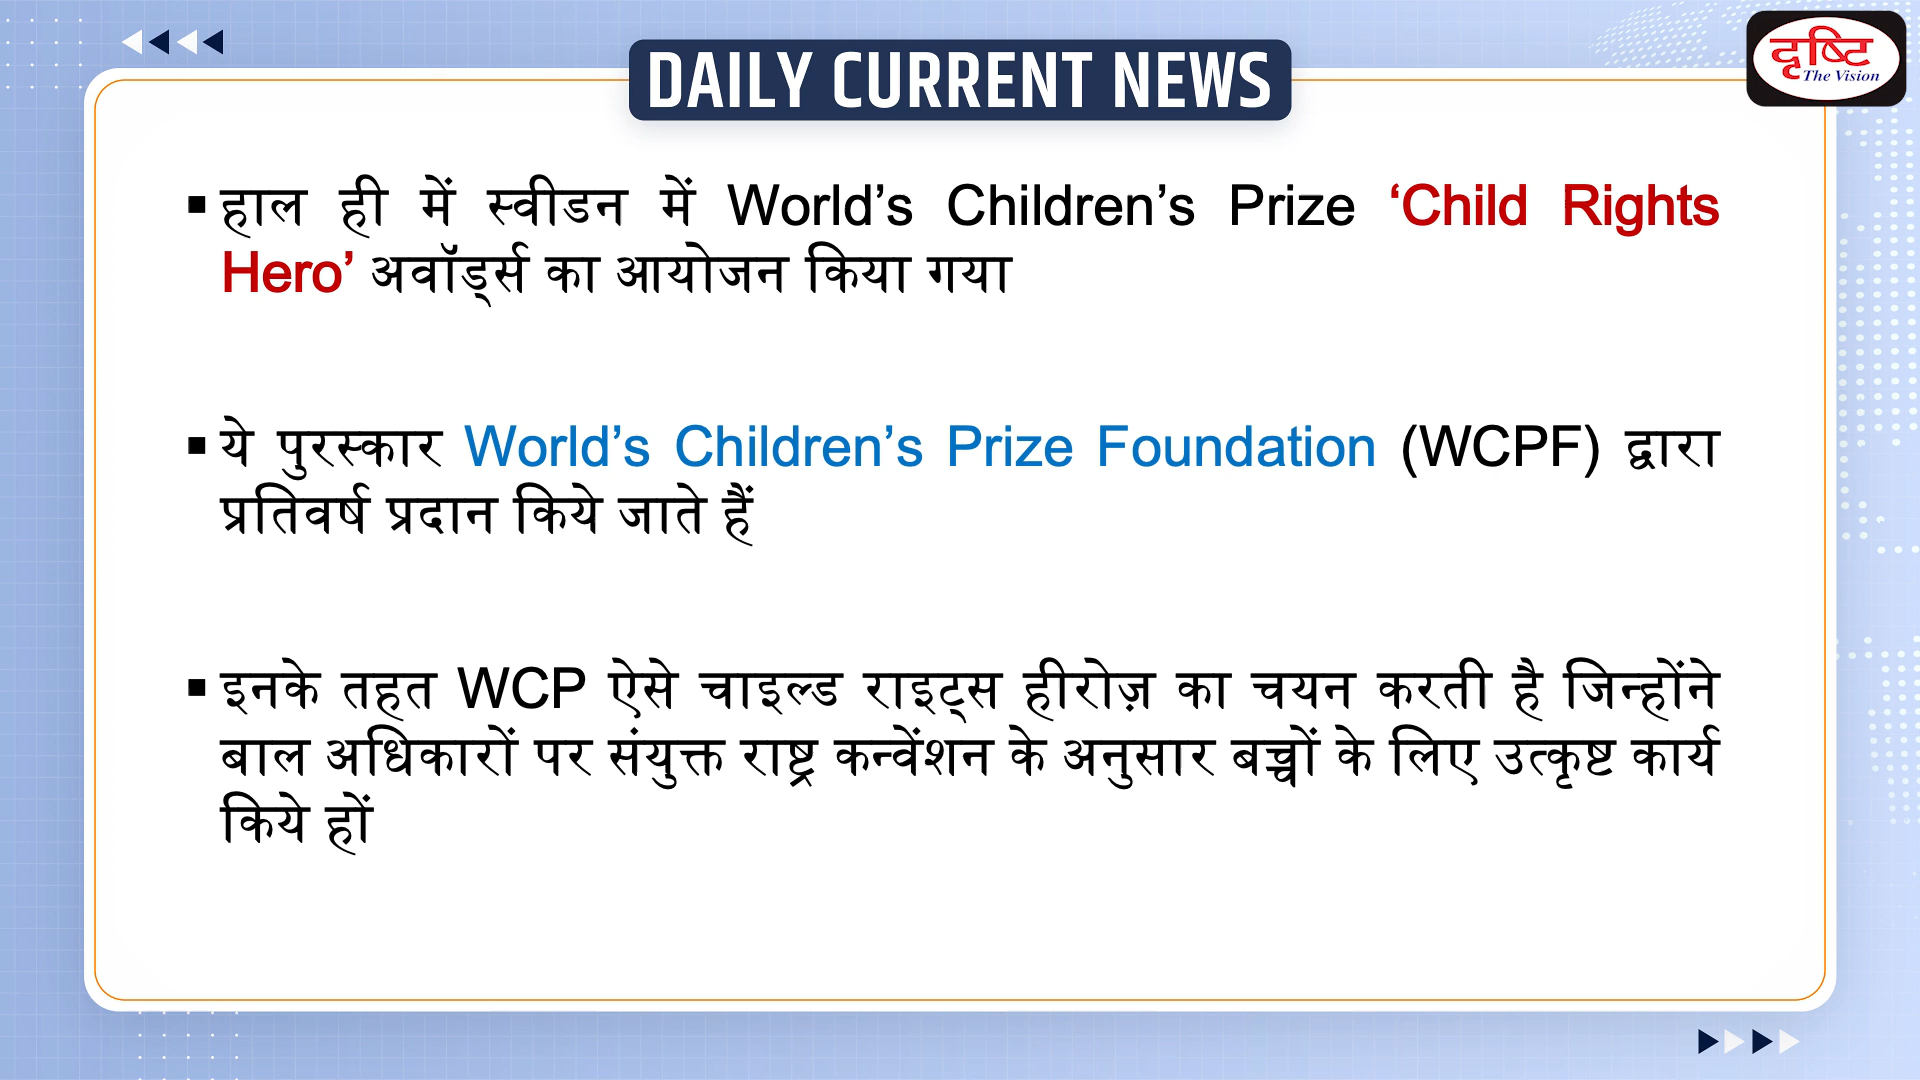 DAILY CURRENT NEWS
दृष्टि
The Vision
▪ हाल ही में स्वीडन में World’s Children’s Prize ‘Child Rights
Hero’ अवॉर्ड्स का आयोजन किया गया
▪ ये पुरस्कार World’s Children’s Prize Foundation (WCPF) द्वारा
प्रतिवर्ष प्रदान किये जाते हैं
▪ इनके तहत WCP ऐसे चाइल्ड राइट्स हीरोज़ का चयन करती है जिन्होंने
बाल अधिकारों पर संयुक्त राष्ट्र कन्वेंशन के अनुसार बच्चों के लिए उत्कृष्ट कार्य
किये हों